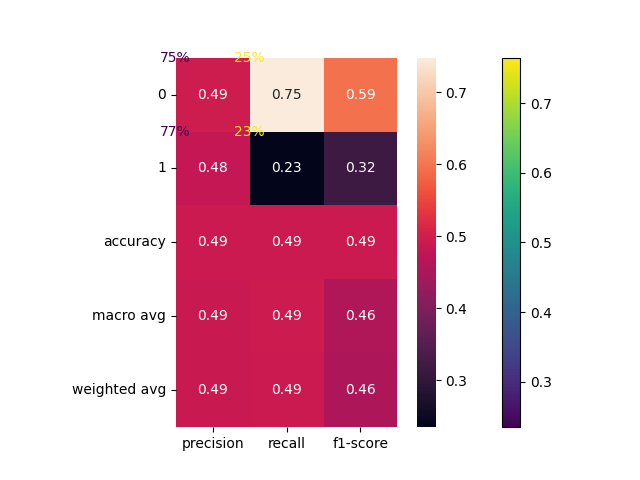 75% 25%
0 0.49 0.75 0.59
77% 23%
1 0.48 0.23 0.32
accuracy 0.49 0.49 0.49
macro avg 0.49 0.49 0.46
weighted avg 0.49 0.49 0.46
precision recall f1-score
0.7
0.6
0.5
0.4
0.3
0.7
0.6
0.5
0.4
0.3